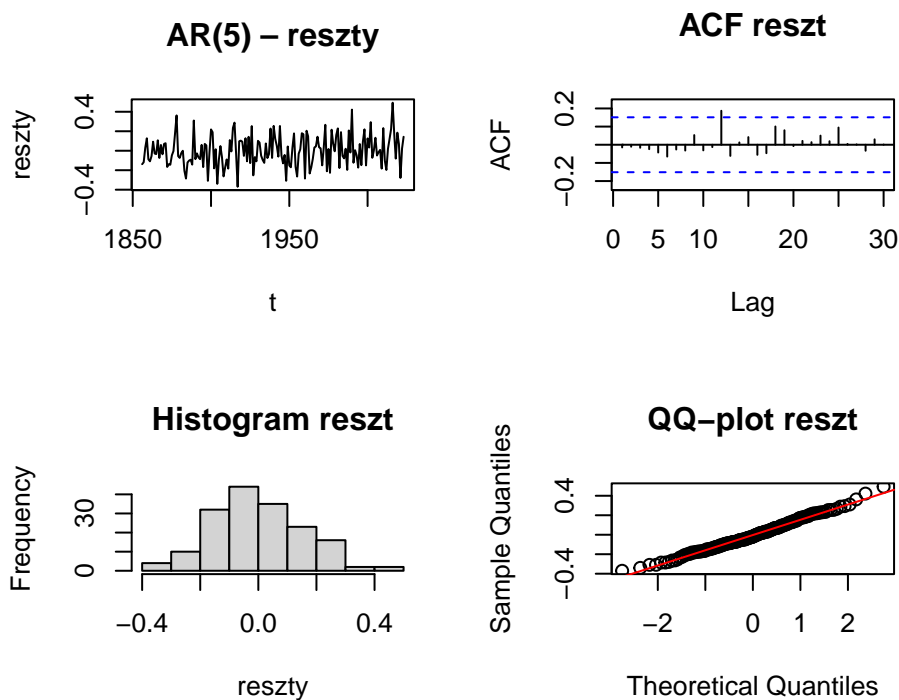 AR(5) – reszty
reszty
0.4
−0.4
1850 1950
t
ACF reszt
ACF
0.2
−0.2
0 5 10 20 30
Lag
Histogram reszt
Frequency
30
0
−0.4 0.0 0.4
reszty
QQ−plot reszt
Sample Quantiles
0.4
−0.4
−2 0 1 2
Theoretical Quantiles